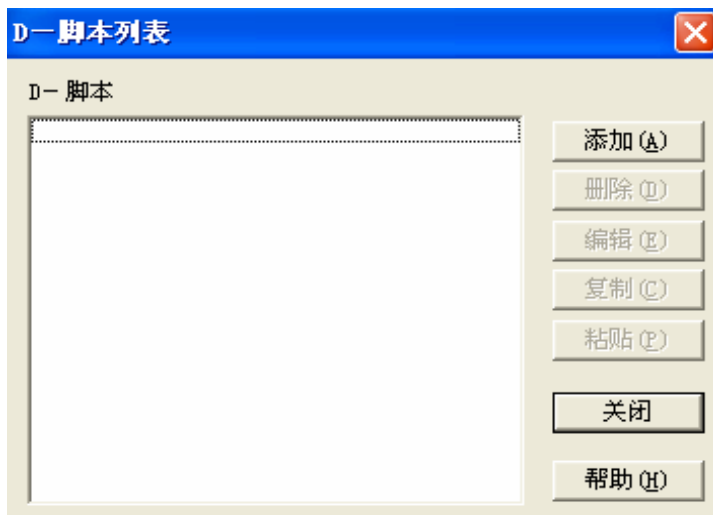 D－脚本列表
D－ 脚本
添加(A)
删除(D)
编辑(E)
复制(C)
粘贴(P)
关闭
帮助(H)